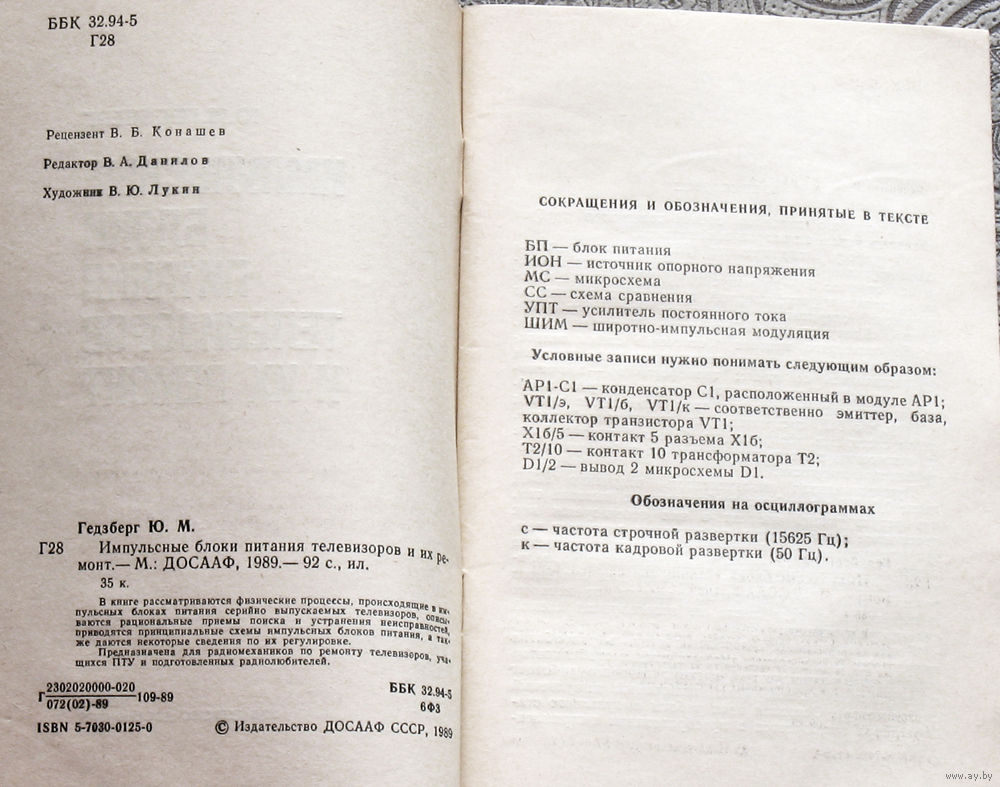 ББК 32.94-5
Г28
Рецензент В. Б. Конашев
Редактор В. А. Данилов
Художник В. Ю. Лукин
Гедзберг Ю. М.
Г28 Импульсные блоки питания телевизоров и их ре-
монт.— М.: ДОСААФ, 1989.— 92 с., ил.
35 к.
В книге рассматриваются физические процессы, происходящие в им-
пульсных блоках питания серийно выпускаемых телевизоров, описы-
ваются рациональные приемы поиска и устранения неисправностей,
приводятся принципиальные схемы импульсных блоков питания, а так-
же даются некоторые сведения по их регулировке.
Предназначена для радиомехаников по ремонту телевизоров, уча-
щихся ПТУ и подготовленных радиолюбителей.
Г 2302020000-020
072(02)-89 109-89
ББК 32.94-5
6Ф3
ISBN 5-7030-0125-0 © Издательство ДОСААФ СССР, 1989
СОКРАЩЕНИЯ И ОБОЗНАЧЕНИЯ, ПРИНЯТЫЕ В ТЕКСТЕ
БП — блок питания
ИОН — источник опорного напряжения
МС — микросхема
СС — схема сравнения
УПТ — усилитель постоянного тока
ШИМ — широтно-импульсная модуляция
Условные записи нужно понимать следующим образом:
АР1-С1 — конденсатор С1, расположенный в модуле АР1;
VT1/э, VT1/б, VT1/к — соответственно эмиттер, база,
коллектор транзистора VT1;
Х1б/5 — контакт 5 разъема Х1б;
Т2/10 — контакт 10 трансформатора Т2;
D1/2 — вывод 2 микросхемы D1.
Обозначения на осциллограммах
с — частота строчной развертки (15625 Гц);
к — частота кадровой развертки (50 Гц).
www.ay.by